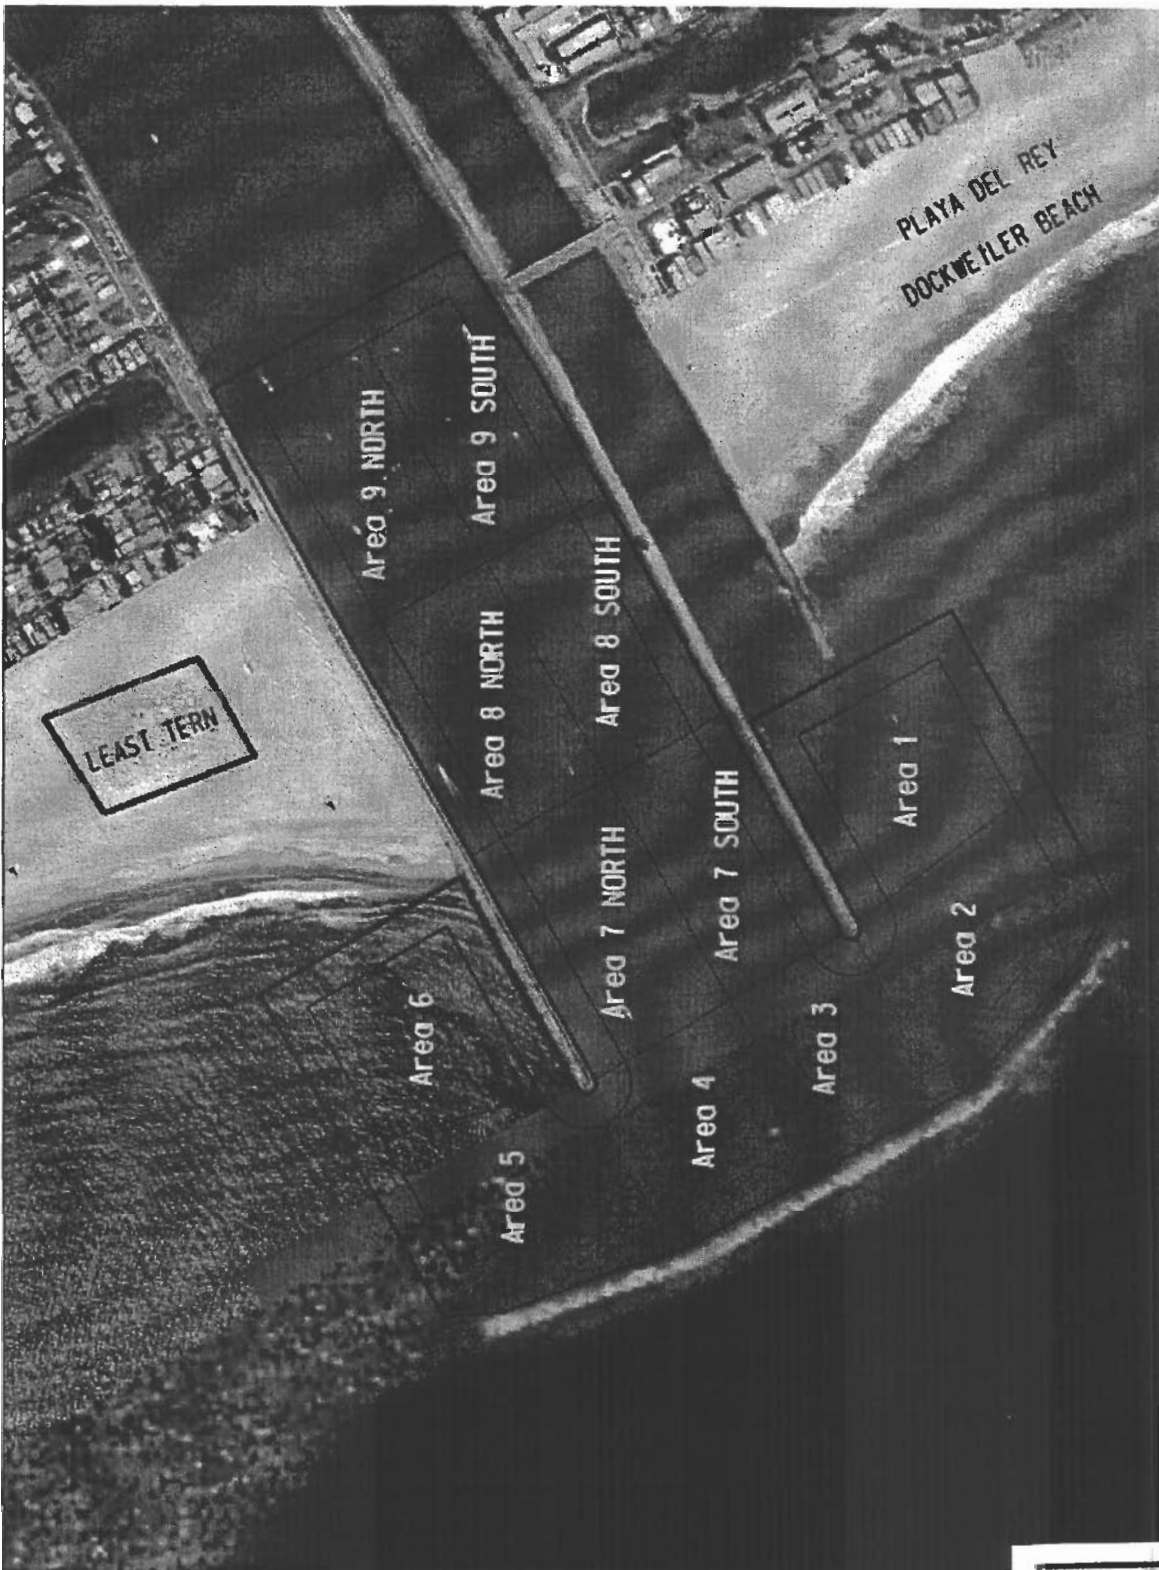 PLAYA DEL REY
DOCKWEILER BEACH
Area 9 NORTH
Area 9 SOUTH
Area 8 NORTH
Area 8 SOUTH
LEAST TERN
Area 7 NORTH
Area 7 SOUTH
Area 1
Area 2
Area 3
Area 4
Area 5
Area 6